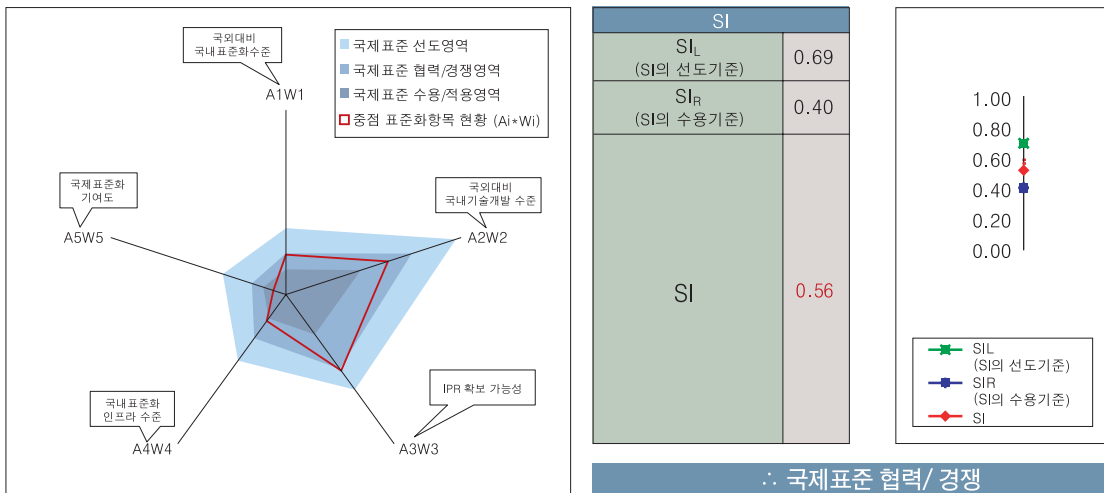 국외대비
국내표준화수준
A1W1
국제표준 선도영역
국제표준 협력/경쟁영역
국제표준 수용/적용영역
중점 표준화항목 현황 (Ai*Wi)
국제표준화
기여도
A5W5
국외대비
국내기술개발 수준
A2W2
국내표준화
인프라 수준
A4W4
IPR 확보 가능성
A3W3
SI
SIL
(SI의 선도기준)
0.69
SIR
(SI의 수용기준)
0.40
SI
0.56
1.00
0.80
0.60
0.40
0.20
0.00
SIL
(SI의 선도기준)
SIR
(SI의 수용기준)
SI
∴ 국제표준 협력/ 경쟁